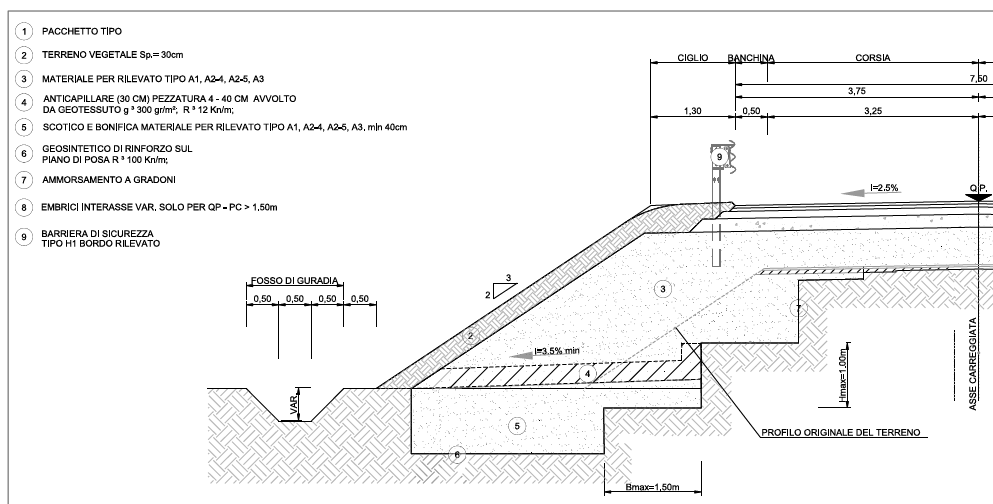 1 PACCHETTO TIPO
2 TERRENO VEGETALE Sp.= 30cm
3 MATERIALE PER RILEVATO TIPO A1, A2-4, A2-5, A3
4 ANTICAPILLARE (30 CM) PEZZATURA 4 - 40 CM AVVOLTO
DA GEOTESSUTO g ³ 300 gr/m²; R ³ 12 Kn/m;
5 SCOTICO E BONIFICA MATERIALE PER RILEVATO TIPO A1, A2-4, A2-5, A3, min 40cm
6 GEOSINTETICO DI RINFORZO SUL
PIANO DI POSA R ³ 100 Kn/m;
7 AMMORSAMENTO A GRADONI
8 EMBRICI INTERASSE VAR, SOLO PER QP - PC > 1,50m
9 BARRIERA DI SICUREZZA
TIPO H1 BORDO RILEVATO
CIGLIO BANCHINA CORSIA
7,50
3,75
1,30 0,50 3,25
9
I=2.5%
Q.P.
FOSSO DI GURADIA
0,50 0,50 0,50 0,50
3
2
3
7
2
I=3.5% min
4
VAR.
5
6
Hmax=1,00m
ASSE CARREGGIATA
PROFILO ORIGINALE DEL TERRENO
Bmax=1,50m